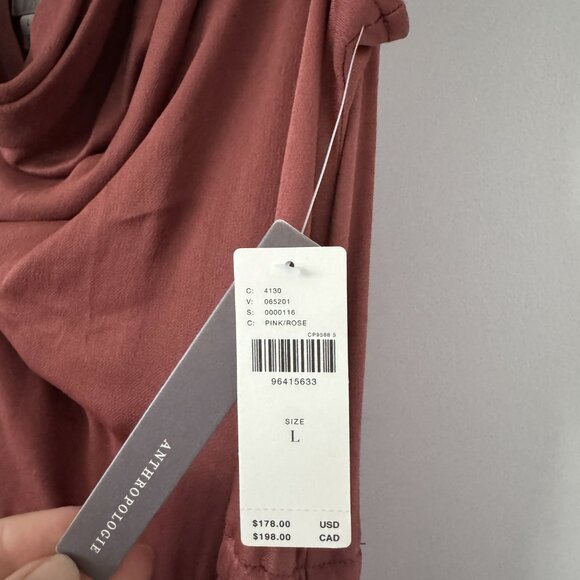 C: 4130
V: 065201
S: 0000116
C: PINK/ROSE
CP9588 5
96415633
SIZE
L
$178.00 USD
$198.00 CAD
ANTHROPOLOGIE